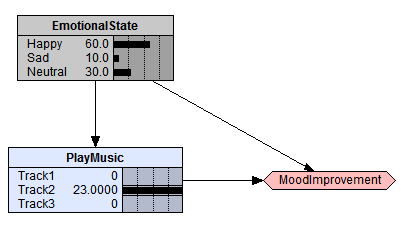 EmotionalState
Happy 60.0
Sad 10.0
Neutral 30.0
PlayMusic
Track1 0
Track2 23.0000
Track3 0
MoodImprovement